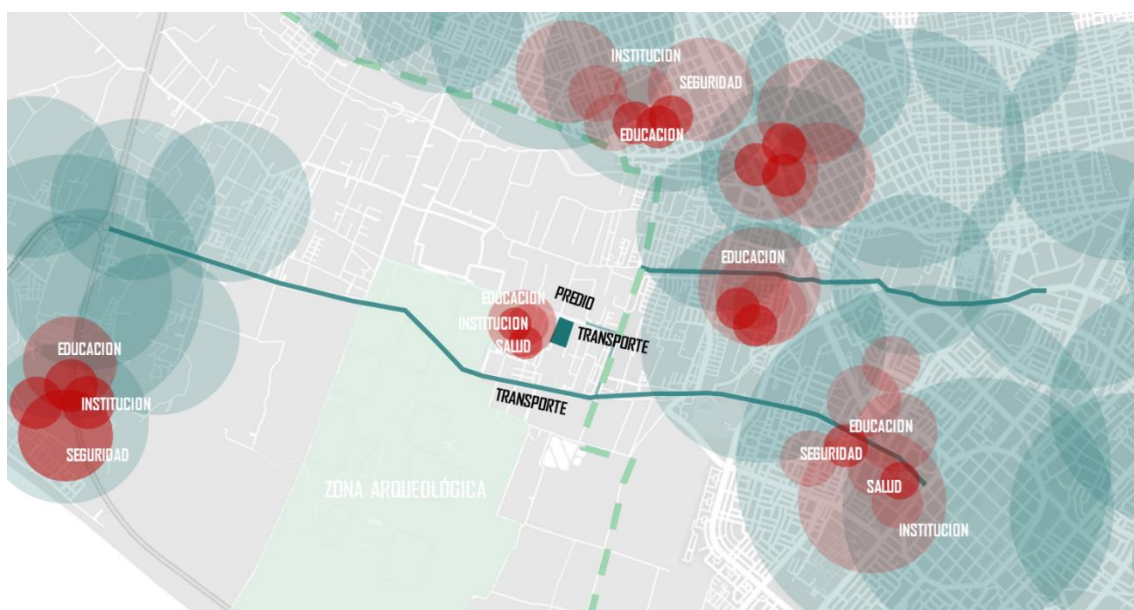 INSTITUCION
SEGURIDAD
EDUCACION
EDUCACION
EDUCACION
PREDIO
INSTITUCION
TRANSPORTE
SALUD
EDUCACION
INSTITUCION
TRANSPORTE
EDUCACION
SEGURIDAD
SEGURIDAD
SALUD
ZONA ARQUEOLÓGICA
INSTITUCION